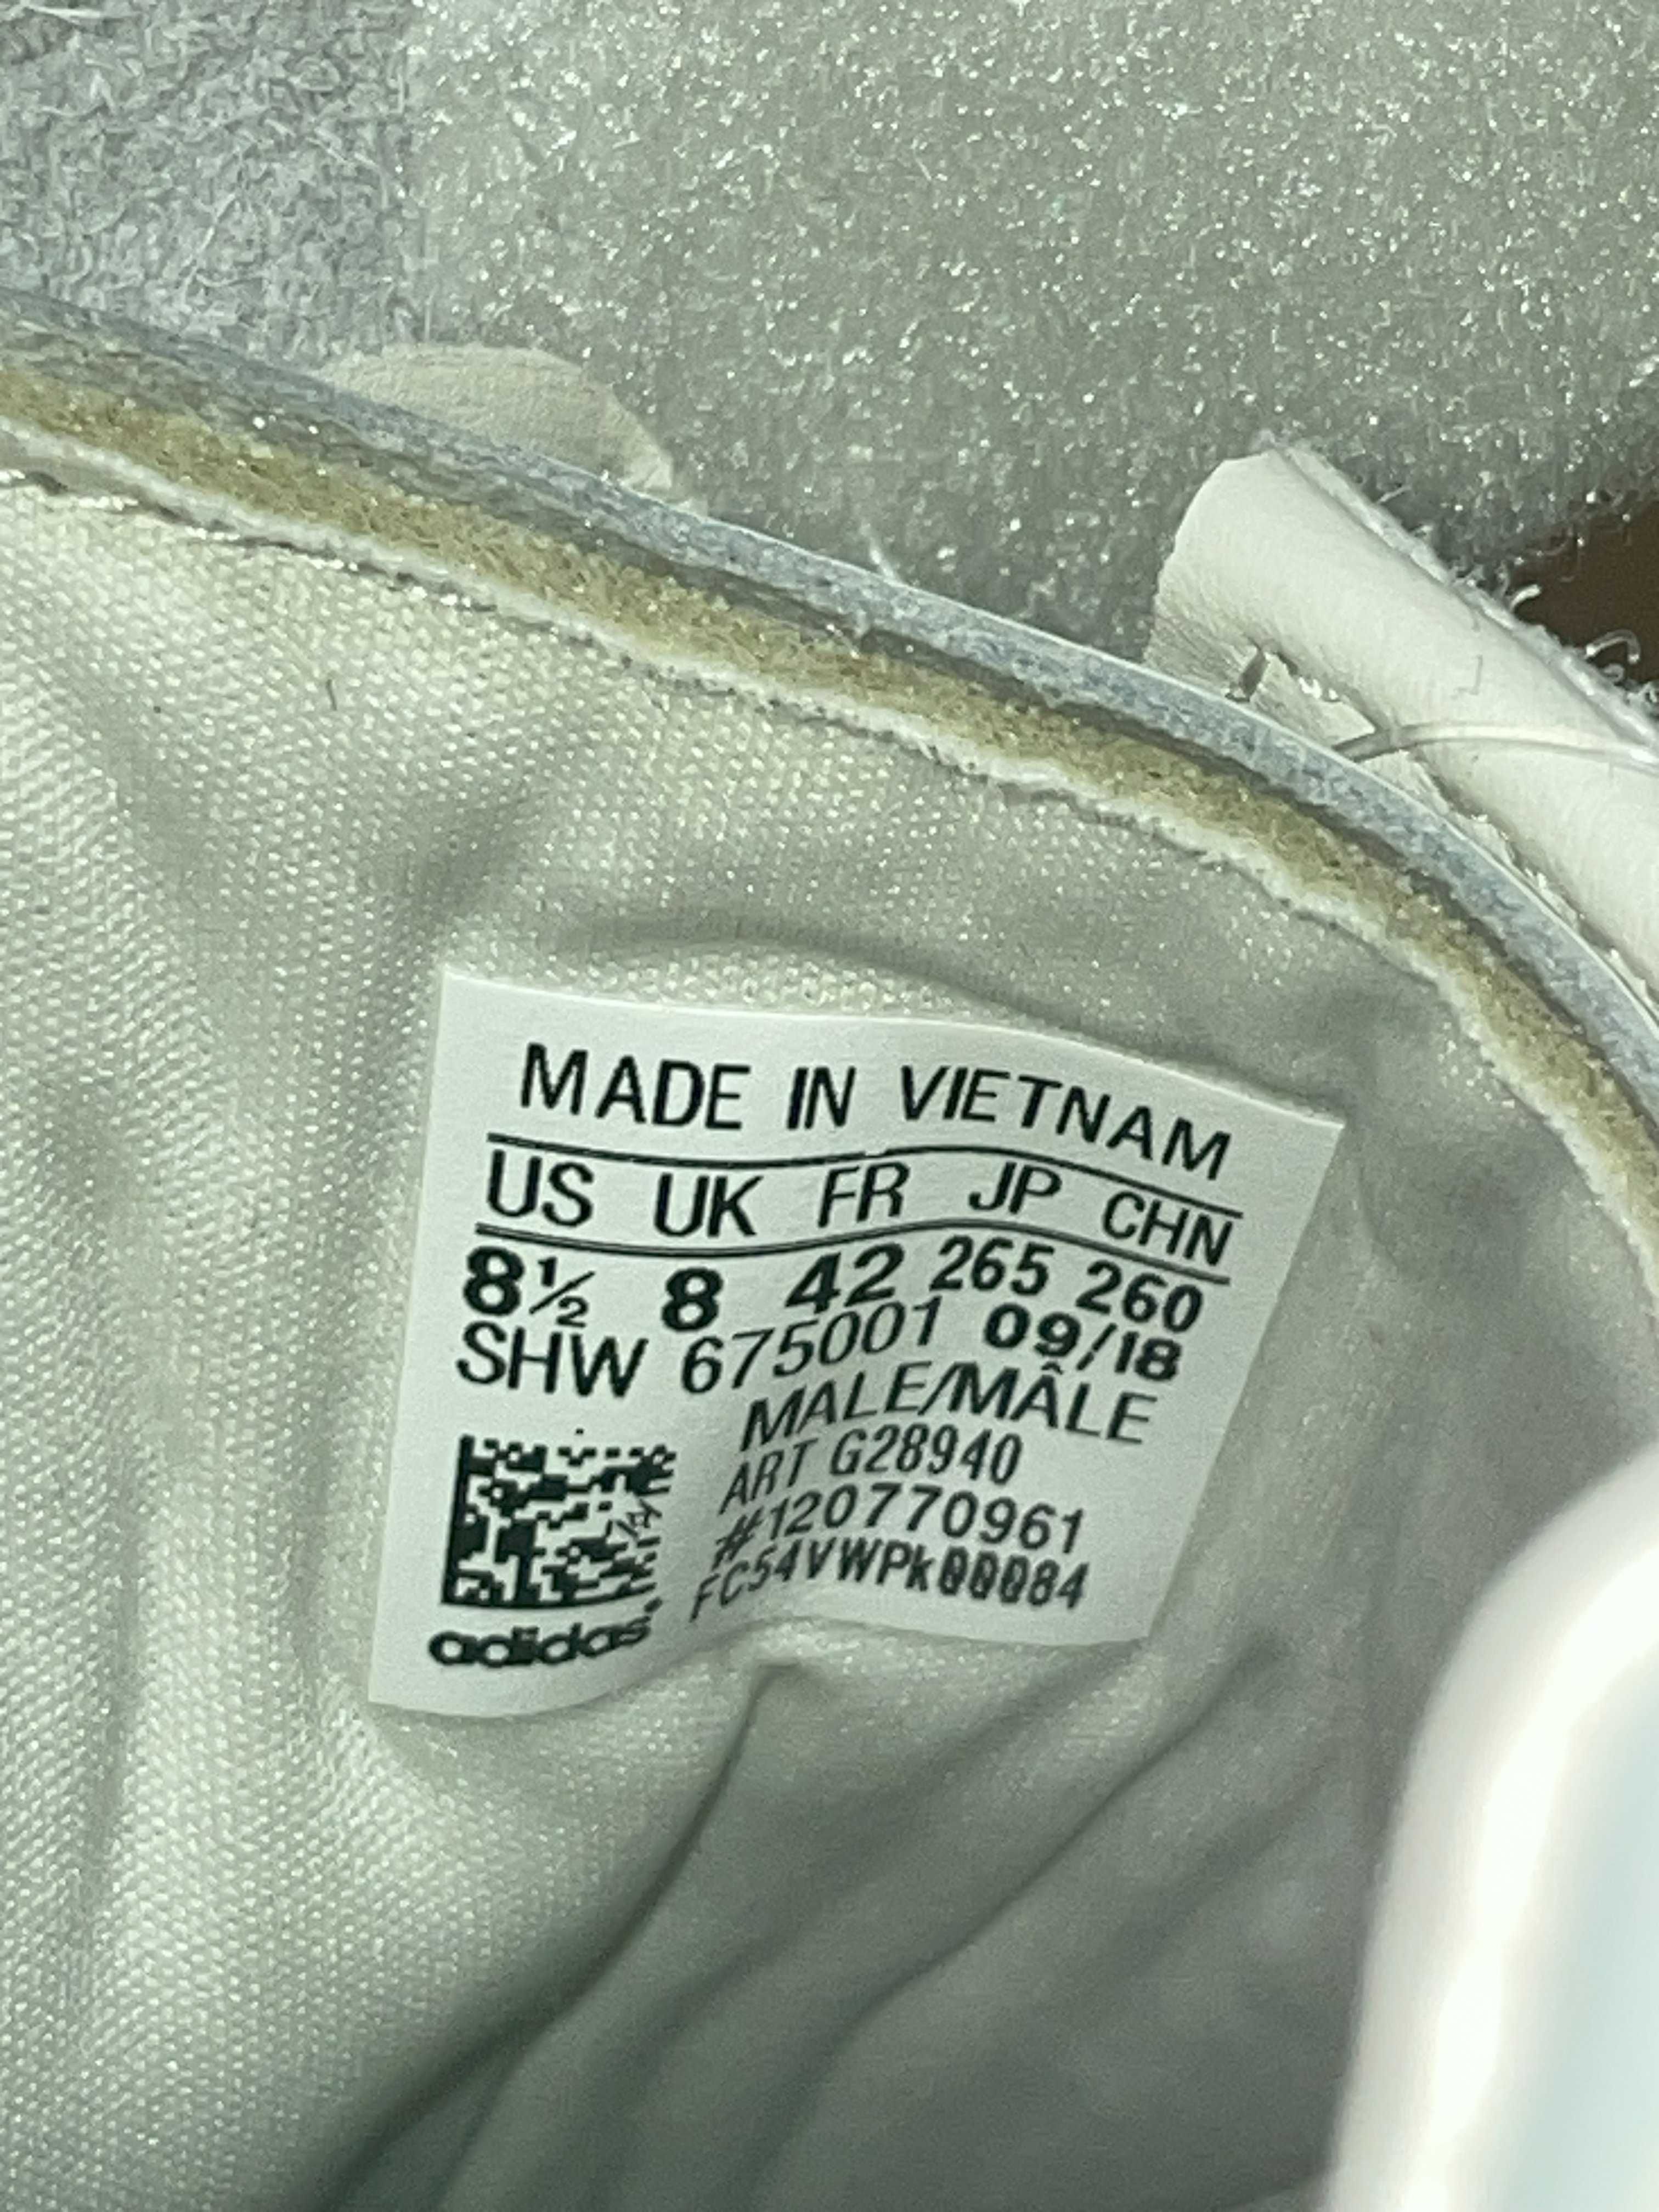 MADE IN VIETNAM
US UK FR JP CHN
8½ 8 42 265 260
SHW 675001 09/18
MALE/MÂLE
ART G28940
#120770961
FC54VWPk00084
adidas